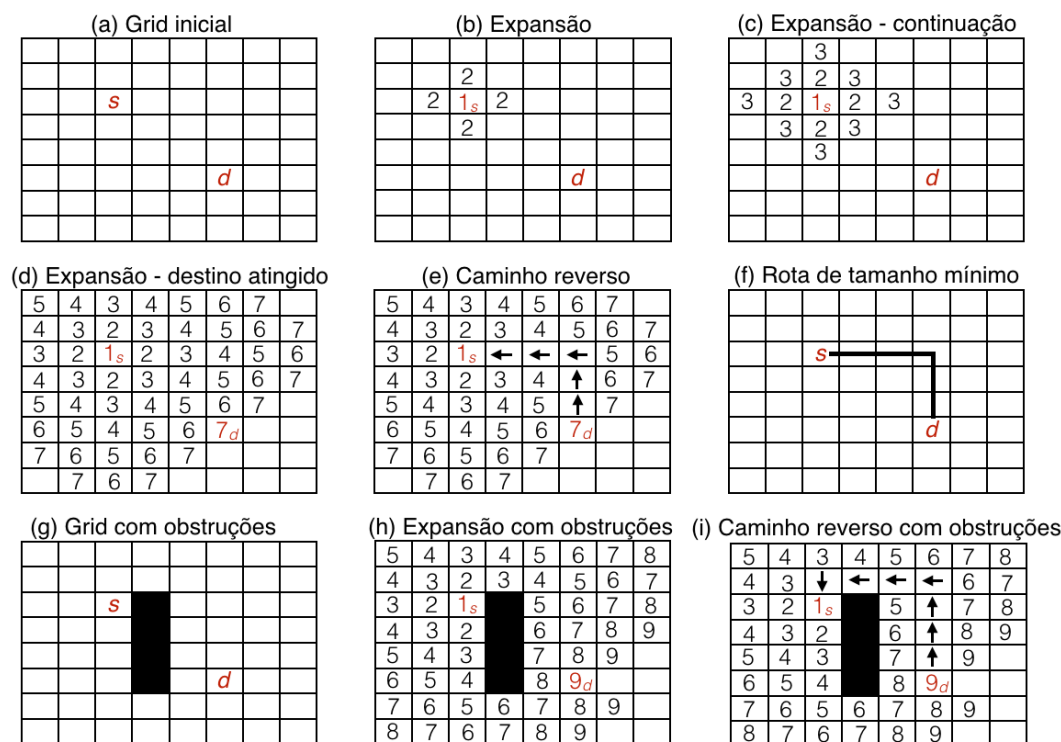 (a) Grid inicial
(b) Expansão
(c) Expansão - continuação
s
d
2
2 1s 2
2
d
3
3 2 3
3 2 1s 2 3
3 2 3
3
d
(d) Expansão - destino atingido
(e) Caminho reverso
(f) Rota de tamanho mínimo
5 4 3 4 5 6 7
4 3 2 3 4 5 6 7
3 2 1s 2 3 4 5 6
4 3 2 3 4 5 6 7
5 4 3 4 5 6 7
6 5 4 5 6 7d
7 6 5 6 7
7 6 7
5 4 3 4 5 6 7
4 3 2 3 4 5 6 7
3 2 1s 5 6
4 3 2 3 4 6 7
5 4 3 4 5 7
6 5 4 5 6 7d
7 6 5 6 7
7 6 7
s
d
(g) Grid com obstruções
(h) Expansão com obstruções
(i) Caminho reverso com obstruções
s
d
5 4 3 4 5 6 7 8
4 3 2 3 4 5 6 7
3 2 1s 5 6 7 8
4 3 2 6 7 8 9
5 4 3 7 8 9
6 5 4 8 9d
7 6 5 6 7 8 9
8 7 6 7 8 9
5 4 3 4 5 6 7 8
4 3 6 7
3 2 1s 5 7 8
4 3 2 6 8 9
5 4 3 7 9
6 5 4 8 9d
7 6 5 6 7 8 9
8 7 6 7 8 9